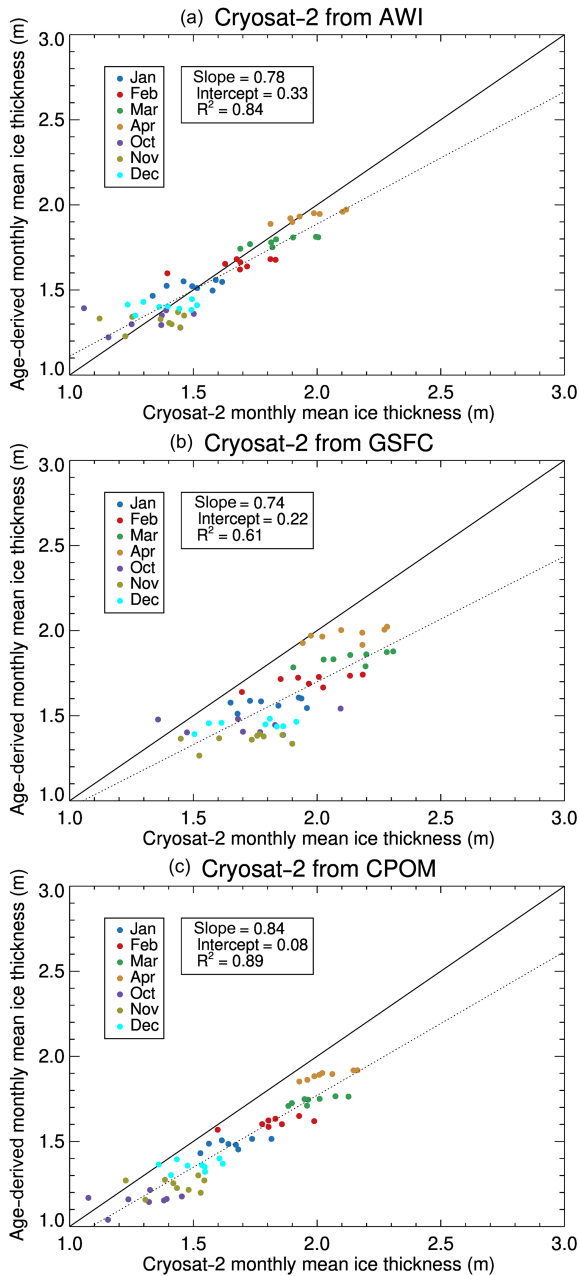 (a) Cryosat-2 from AWI
Age-derived monthly mean ice thickness (m)
3.0
2.5
2.0
1.5
1.0
Jan
Feb
Mar
Apr
Oct
Nov
Dec
Slope = 0.78
Intercept = 0.33
R² = 0.84
1.0 1.5 2.0 2.5 3.0
Cryosat-2 monthly mean ice thickness (m)
(b) Cryosat-2 from GSFC
Age-derived monthly mean ice thickness (m)
3.0
2.5
2.0
1.5
1.0
Jan
Feb
Mar
Apr
Oct
Nov
Dec
Slope = 0.74
Intercept = 0.22
R² = 0.61
1.0 1.5 2.0 2.5 3.0
Cryosat-2 monthly mean ice thickness (m)
(c) Cryosat-2 from CPOM
Age-derived monthly mean ice thickness (m)
3.0
2.5
2.0
1.5
1.0
Jan
Feb
Mar
Apr
Oct
Nov
Dec
Slope = 0.84
Intercept = 0.08
R² = 0.89
1.0 1.5 2.0 2.5 3.0
Cryosat-2 monthly mean ice thickness (m)